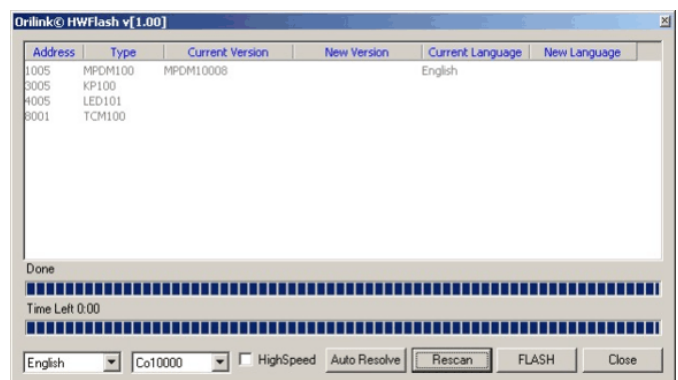 Orilink© HWFlash v[1.00]
Address Type Current Version New Version Current Language New Language
1005 MPDM100 MPDM10008 English
3005 KP100
4005 LED101
8001 TCM100
Done
Time Left 0:00
English Co10000 HighSpeed Auto Resolve Rescan FLASH Close